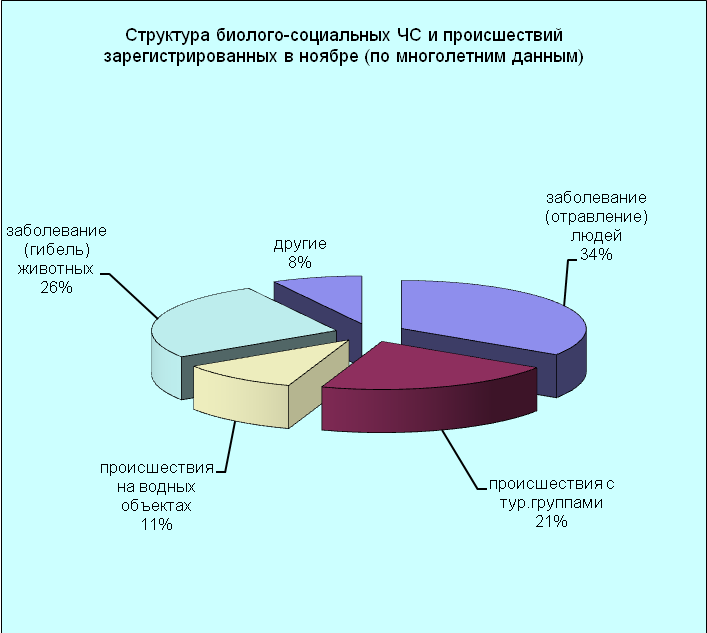 Структура биолого-социальных ЧС и происшествий
зарегистрированных в ноябре (по многолетним данным)
заболевание
(отравление)
людей
34%
заболевание
(гибель)
животных
26%
другие
8%
происшествия
на водных
объектах
11%
происшествия с
тур.группами
21%